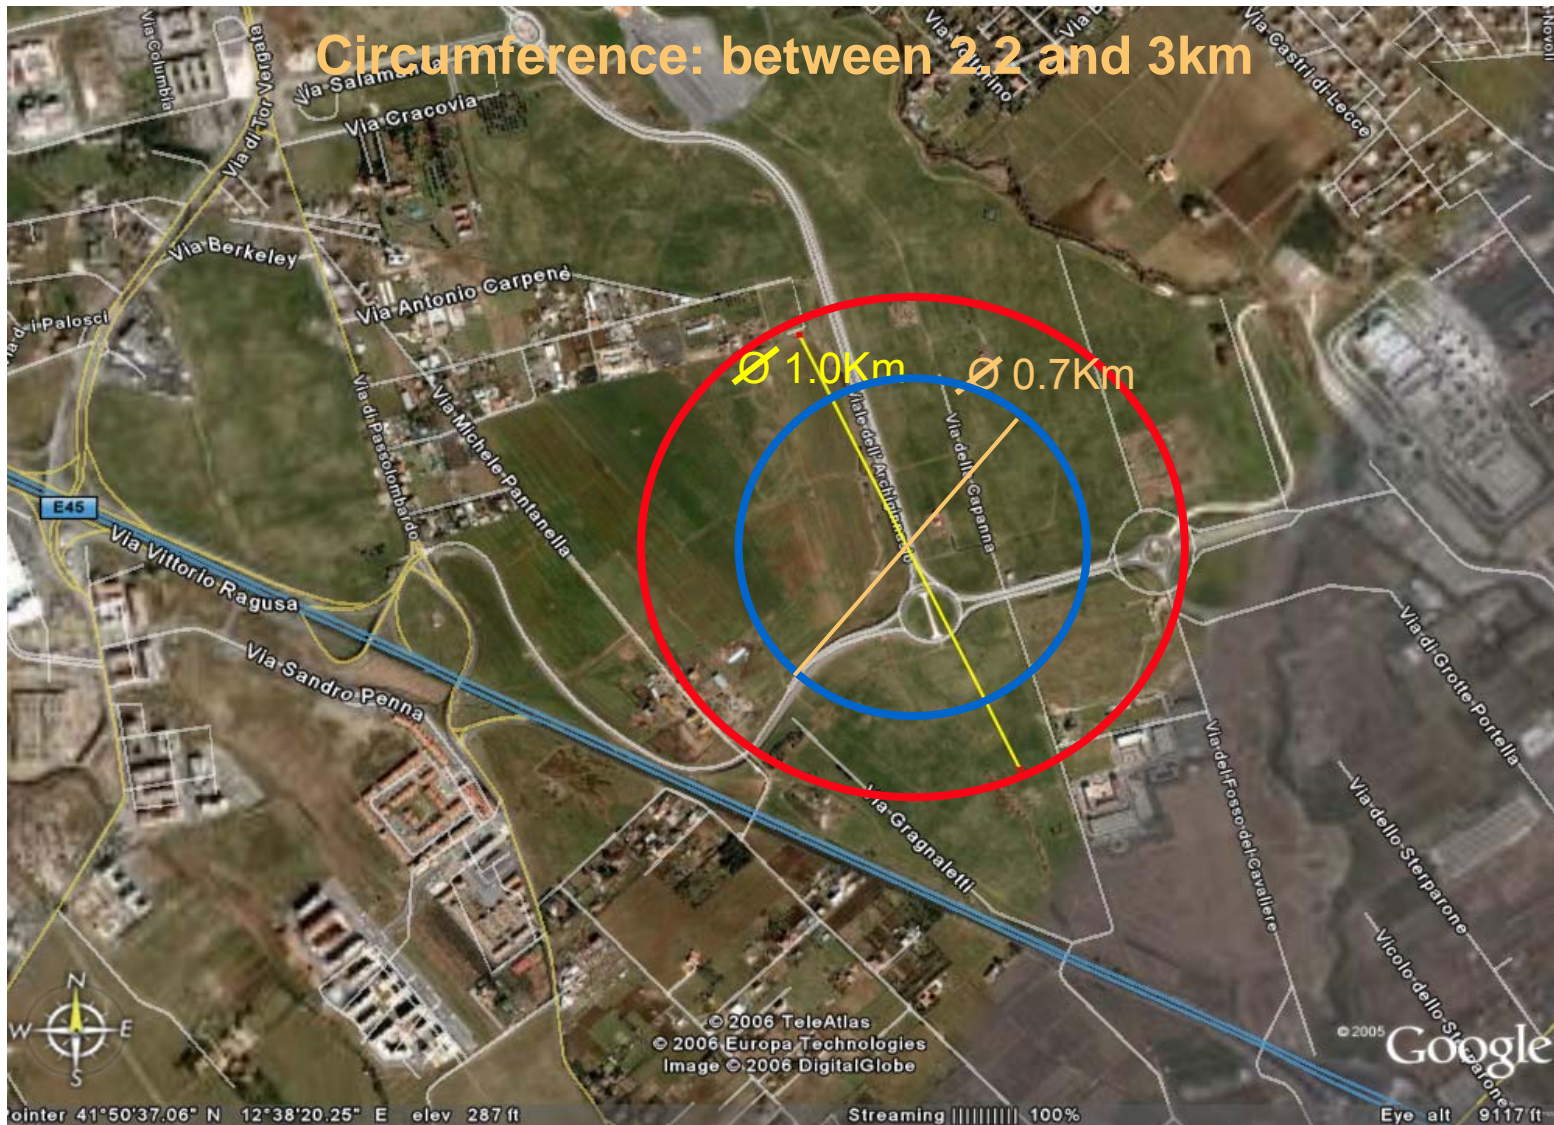 Circumference: between 2.2 and 3km
Via Columbia
Via di Tor Vergata
Vergata
Via Salamanca
Via Cracovia
Via Castri di Lecce
Novoli
Via Berkeley
Via Antonio Carpenè
i Palosci
Ø 1.0Km
Ø 0.7Km
Via di Passolombardo
Via Michele Pantanella
Viale dell'Archiginnasio
Via della Capanna
E45
Via Vittorio Ragusa
Via Sandro Penna
Via di Grotte Portella
Via del Fosso del Cavaliere
Via Gragnaletti
Via dello Sterparone
Vicolo dello Sterparone
N
W E
S
© 2006 TeleAtlas
© 2006 Europa Technologies
Image © 2006 DigitalGlobe
© 2005 Google
ointer 41°50'37.06" N 12°38'20.25" E elev 287 ft Streaming |||||||||| 100% Eye alt 9117 ft